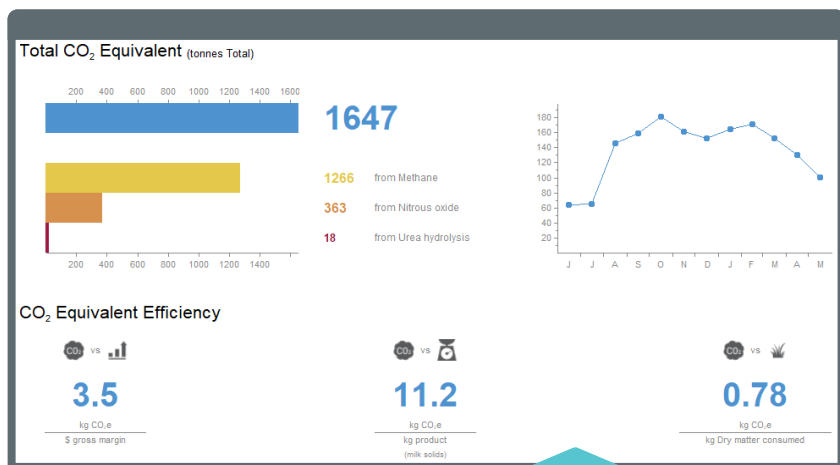 Total CO₂ Equivalent (tonnes Total)
200 400 600 800 1000 1200 1400 1600
1647
1266 from Methane
363 from Nitrous oxide
18 from Urea hydrolysis
200 400 600 800 1000 1200 1400
180
160
140
120
100
80
60
40
20
J J A S O N D J F M A M
CO₂ Equivalent Efficiency
CO₂ vs
CO₂ vs
CO₂ vs
3.5
11.2
0.78
kg CO₂e
kg CO₂e
kg CO₂e
$ gross margin
kg product
kg Dry matter consumed
(milk solids)